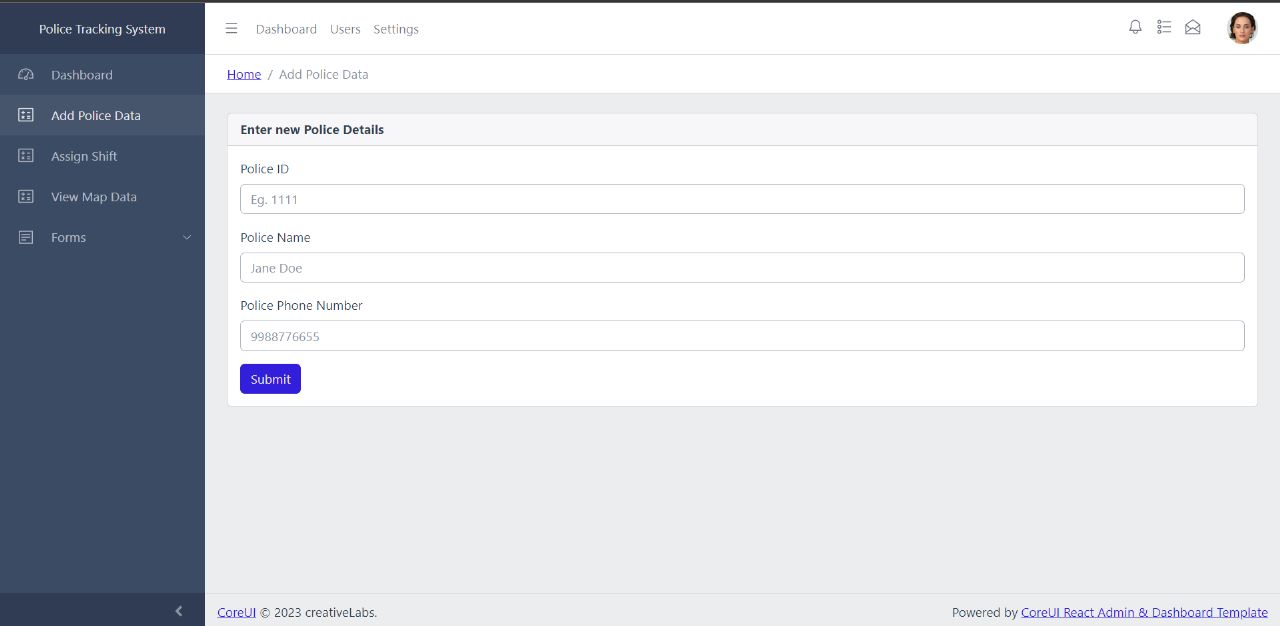 Police Tracking System
Dashboard Users Settings
Dashboard
Add Police Data
Assign Shift
View Map Data
Forms
Home / Add Police Data
Enter new Police Details
Police ID
Eg. 1111
Police Name
Jane Doe
Police Phone Number
9988776655
Submit
CoreUI © 2023 creativeLabs.
Powered by CoreUI React Admin & Dashboard Template